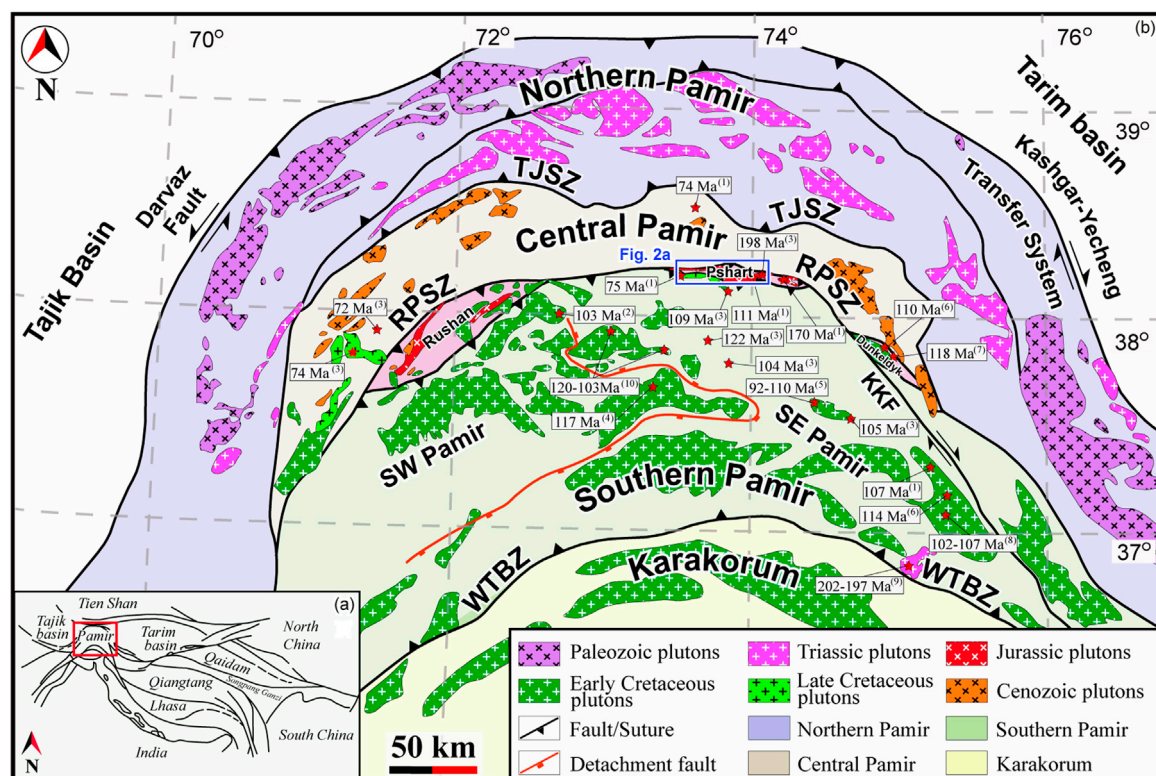 (b)
70°
72°
74°
76°
39°
38°
37°
N
Northern Pamir
Tarim basin
Kashgar-Yecheng
Transfer System
Darvaz
Fault
Tajik Basin
TJSZ
TJSZ
74 Ma(1)
Central Pamir
198 Ma(3)
Fig. 2a
Pshart
RPSZ
RPSZ
75 Ma(1)
72 Ma(3)
Rushan
103 Ma(2)
109 Ma(3)
111 Ma(1)
170 Ma(1)
110 Ma(6)
122 Ma(3)
Dunkeldyk
118 Ma(7)
74 Ma(3)
104 Ma(3)
120-103Ma(10)
92-110 Ma(5)
KKF
117 Ma(4)
105 Ma(3)
SW Pamir
SE Pamir
Southern Pamir
107 Ma(1)
114 Ma(6)
102-107 Ma(8)
WTBZ
Karakorum
WTBZ
202-197 Ma(9)
(a)
Tien Shan
Tajik
basin
Pamir
Tarim
basin
North
China
Qaidam
Qiangtang
Songpang Ganzi
Lhasa
India
South China
N
50 km
Paleozoic plutons
Triassic plutons
Jurassic plutons
Early Cretaceous
plutons
Late Cretaceous
plutons
Cenozoic plutons
Fault/Suture
Northern Pamir
Southern Pamir
Detachment fault
Central Pamir
Karakorum